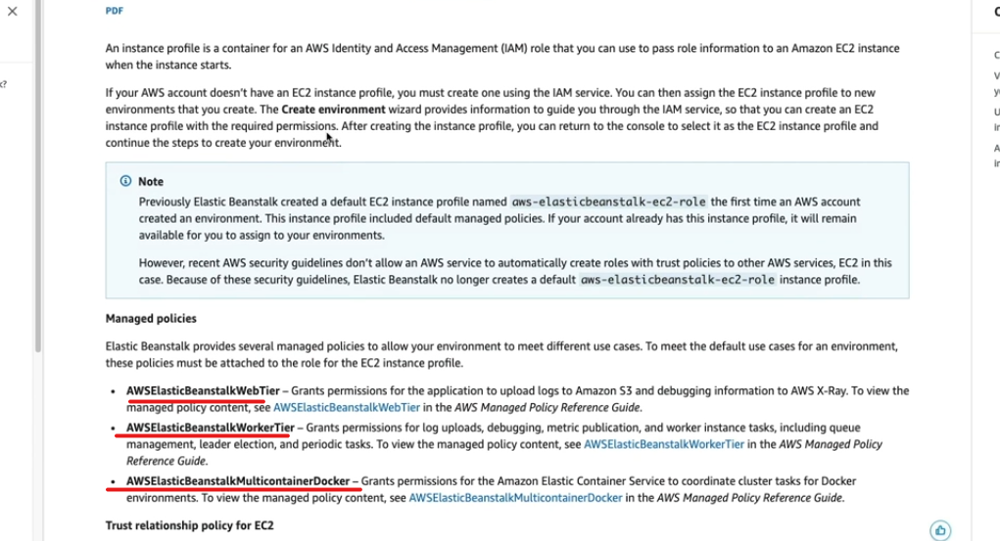 PDF
An instance profile is a container for an AWS Identity and Access Management (IAM) role that you can use to pass role information to an Amazon EC2 instance
when the instance starts.
If your AWS account doesn't have an EC2 instance profile, you must create one using the IAM service. You can then assign the EC2 instance profile to new
environments that you create. The Create environment wizard provides information to guide you through the IAM service, so that you can create an EC2
instance profile with the required permissions. After creating the instance profile, you can return to the console to select it as the EC2 instance profile and
continue the steps to create your environment.
Note
Previously Elastic Beanstalk created a default EC2 instance profile named aws-elasticbeanstalk-ec2-role the first time an AWS account
created an environment. This instance profile included default managed policies. If your account already has this instance profile, it will remain
available for you to assign to your environments.
However, recent AWS security guidelines don't allow an AWS service to automatically create roles with trust policies to other AWS services, EC2 in this
case. Because of these security guidelines, Elastic Beanstalk no longer creates a default aws-elasticbeanstalk-ec2-role instance profile.
Managed policies
Elastic Beanstalk provides several managed policies to allow your environment to meet different use cases. To meet the default use cases for an environment,
these policies must be attached to the role for the EC2 instance profile.
• AWSElasticBeanstalkWebTier – Grants permissions for the application to upload logs to Amazon S3 and debugging information to AWS X-Ray. To view the
managed policy content, see AWSElasticBeanstalkWebTier in the AWS Managed Policy Reference Guide.
• AWSElasticBeanstalkWorkerTier – Grants permissions for log uploads, debugging, metric publication, and worker instance tasks, including queue
management, leader election, and periodic tasks. To view the managed policy content, see AWSElasticBeanstalkWorkerTier in the AWS Managed Policy
Reference Guide.
• AWSElasticBeanstalkMulticontainerDocker – Grants permissions for the Amazon Elastic Container Service to coordinate cluster tasks for Docker
environments. To view the managed policy content, see AWSElasticBeanstalkMulticontainerDocker in the AWS Managed Policy Reference Guide.
Trust relationship policy for EC2